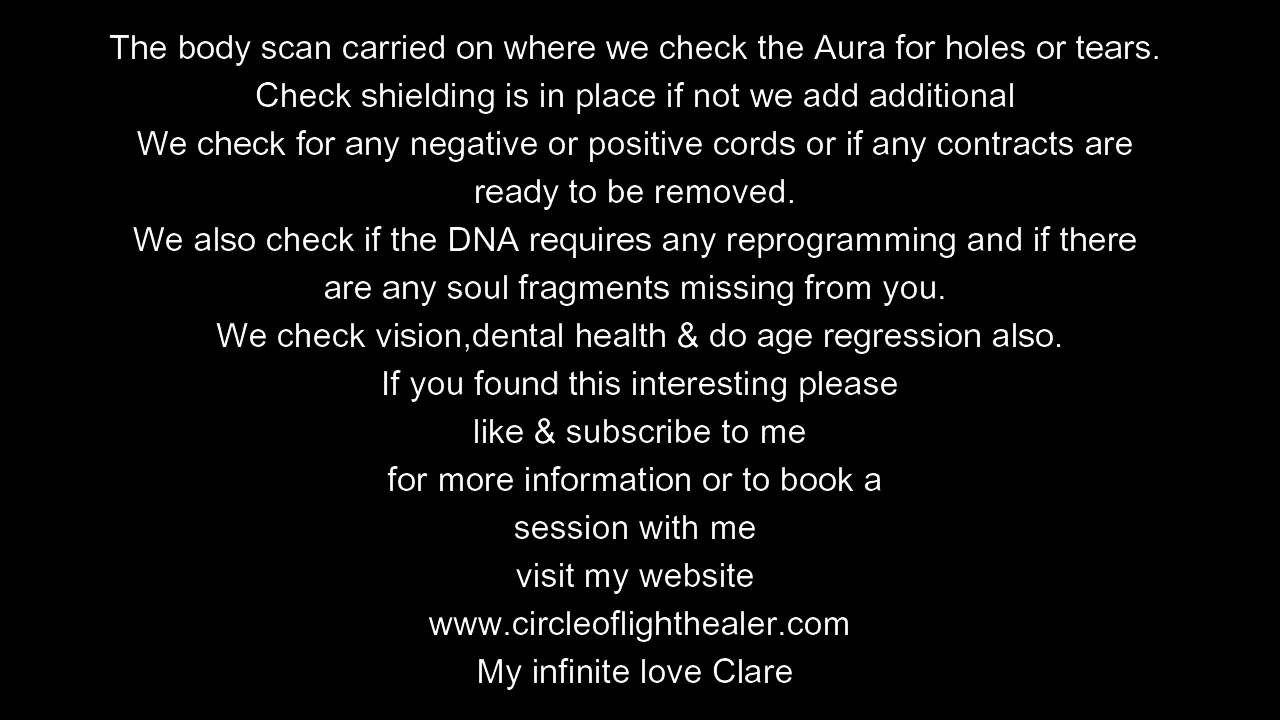 The body scan carried on where we check the Aura for holes or tears.
Check shielding is in place if not we add additional
We check for any negative or positive cords or if any contracts are
ready to be removed.
We also check if the DNA requires any reprogramming and if there
are any soul fragments missing from you.
We check vision,dental health & do age regression also.
If you found this interesting please
like & subscribe to me
for more information or to book a
session with me
visit my website
www.circleoflighthealer.com
My infinite love Clare